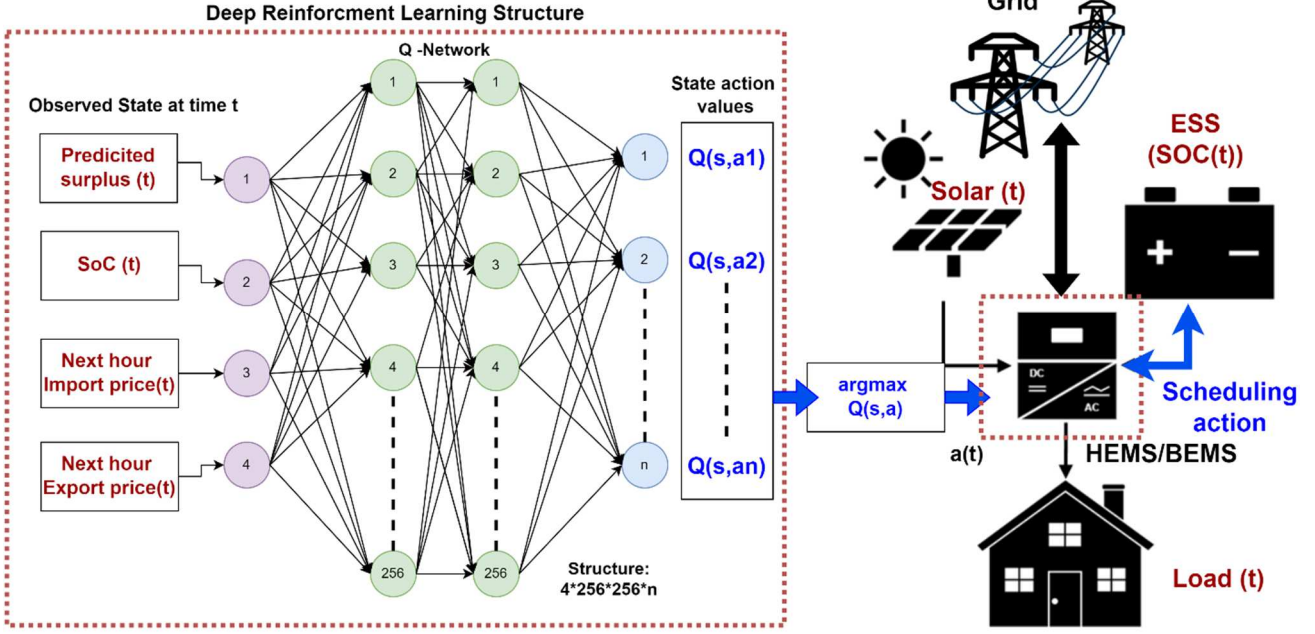 Deep Reinforcment Learning Structure
Q -Network
Observed State at time t
Predicited
surplus (t)
SoC (t)
Next hour
Import price(t)
Next hour
Export price(t)
1
2
3
4
1
2
3
4
256
1
2
3
4
256
1
2
n
Structure:
4*256*256*n
State action
values
Q(s,a1)
Q(s,a2)
Q(s,an)
argmax
Q(s,a)
a(t)
Grid
Solar (t)
ESS
(SOC(t))
+ −
DC
AC
Scheduling
action
HEMS/BEMS
Load (t)